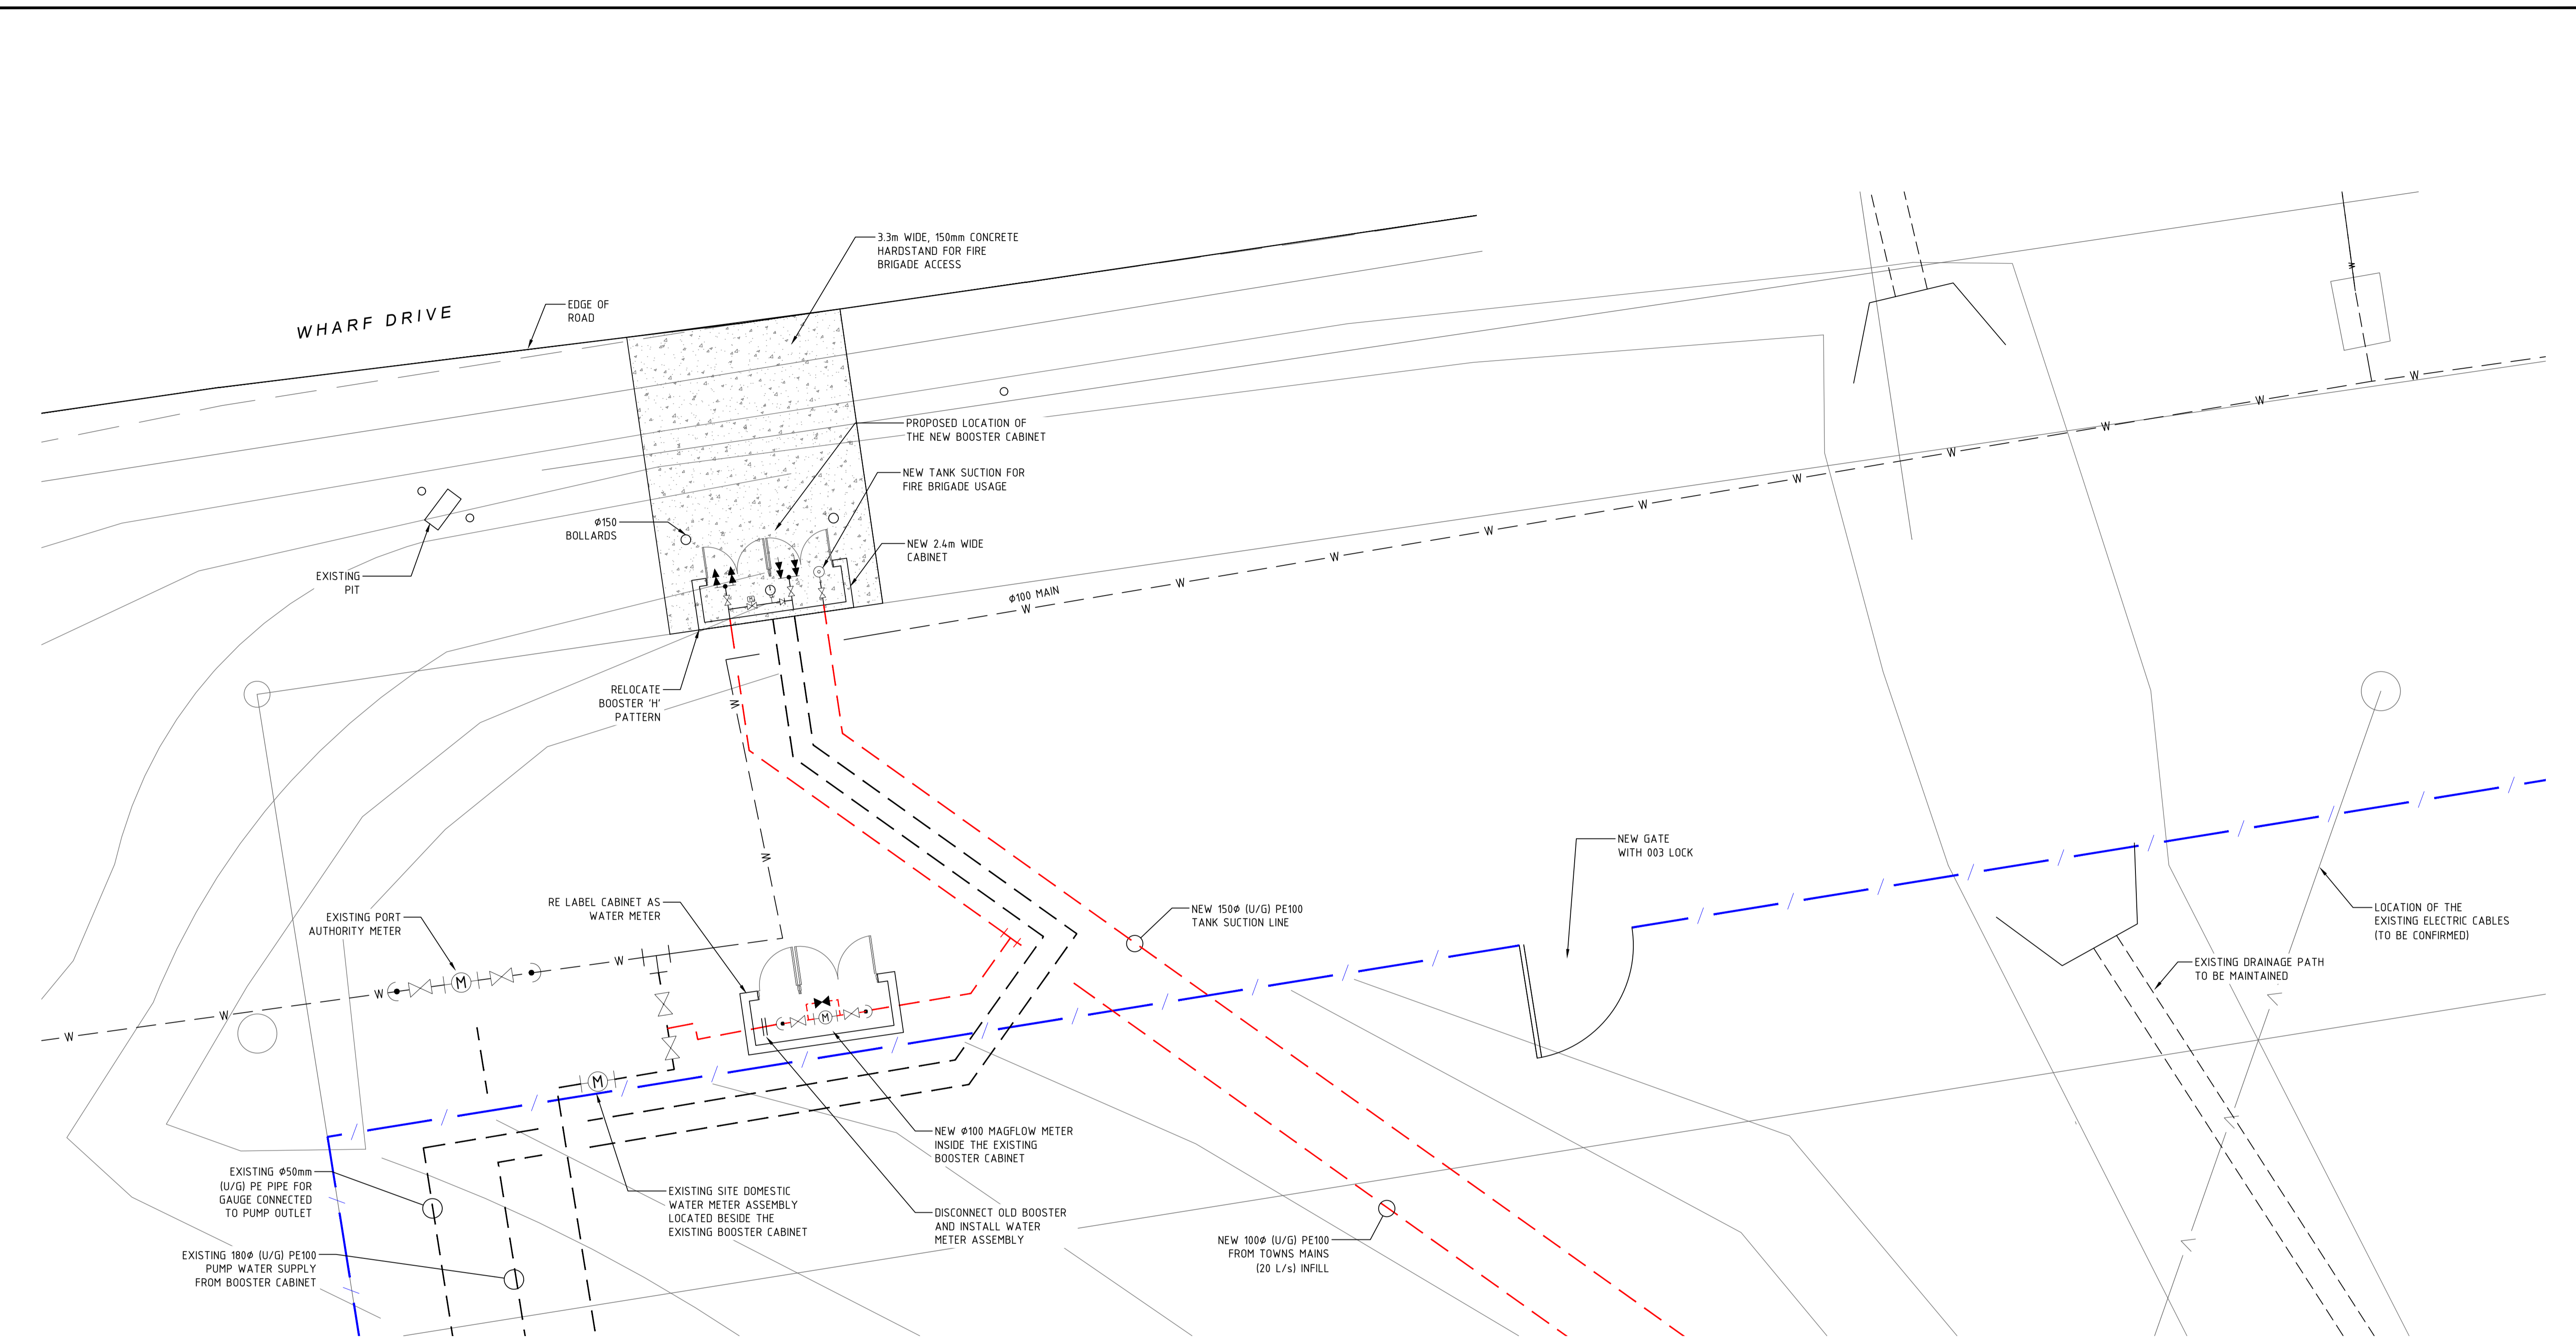 3.3m WIDE, 150mm CONCRETE
HARDSTAND FOR FIRE
BRIGADE ACCESS
EDGE OF
ROAD
WHARF DRIVE
PROPOSED LOCATION OF
THE NEW BOOSTER CABINET
NEW TANK SUCTION FOR
FIRE BRIGADE USAGE
Ø150
BOLLARDS
NEW 2.4m WIDE
CABINET
EXISTING
PIT
Ø100 MAIN
W
W
W
W
W
W
W
W
W
W
RELOCATE
BOOSTER 'H'
PATTERN
W
W
NEW GATE
WITH 003 LOCK
RE LABEL CABINET AS
WATER METER
NEW 150Ø (U/G) PE100
TANK SUCTION LINE
LOCATION OF THE
EXISTING ELECTRIC CABLES
(TO BE CONFIRMED)
EXISTING PORT
AUTHORITY METER
EXISTING DRAINAGE PATH
TO BE MAINTAINED
W
W
W
W
M
M
M
NEW Ø100 MAGFLOW METER
INSIDE THE EXISTING
BOOSTER CABINET
EXISTING Ø50mm
(U/G) PE PIPE FOR
GAUGE CONNECTED
TO PUMP OUTLET
EXISTING SITE DOMESTIC
WATER METER ASSEMBLY
LOCATED BESIDE THE
EXISTING BOOSTER CABINET
DISCONNECT OLD BOOSTER
AND INSTALL WATER
METER ASSEMBLY
EXISTING 180Ø (U/G) PE100
PUMP WATER SUPPLY
FROM BOOSTER CABINET
NEW 100Ø (U/G) PE100
FROM TOWNS MAINS
(20 L/s) INFILL